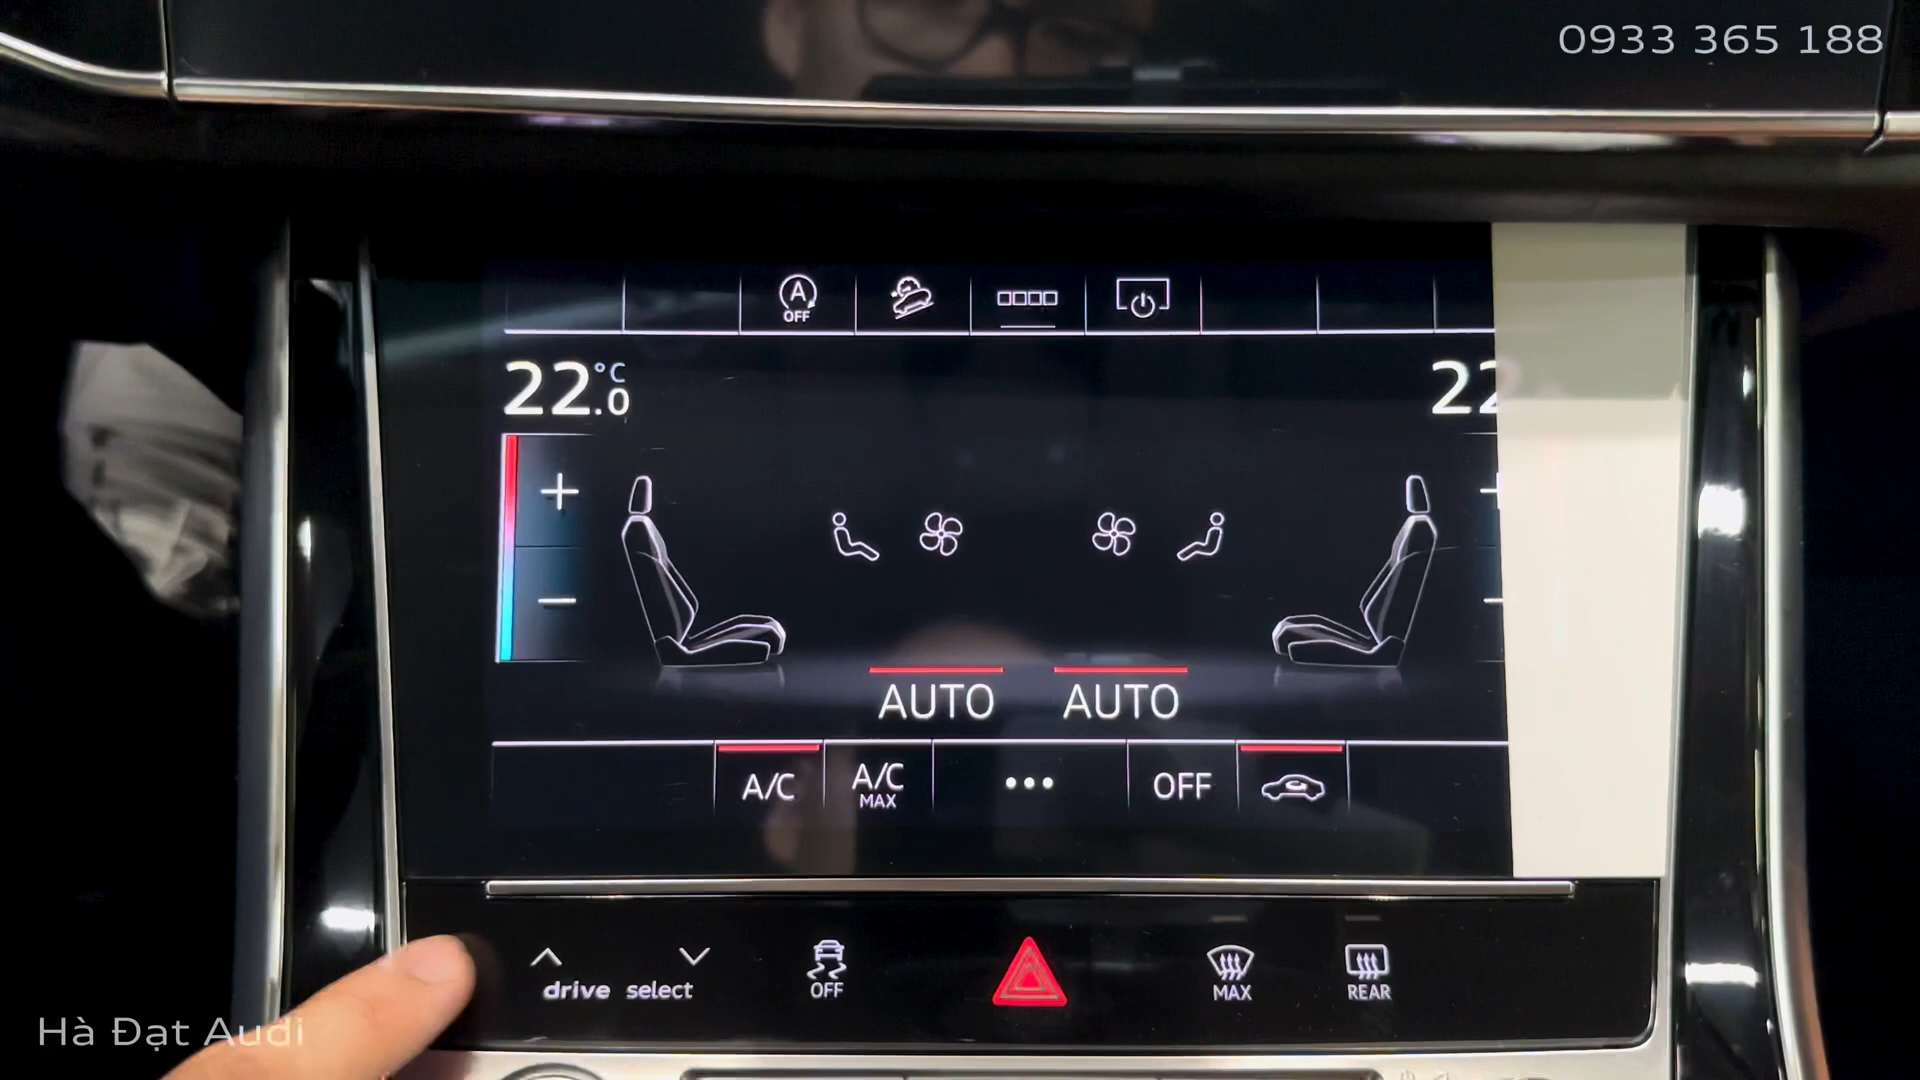 0933 365 188
A
OFF
22.0 °C
22
AUTO AUTO
A/C
A/C
MAX
OFF
drive select
OFF
MAX
REAR
Hà Đạt Audi